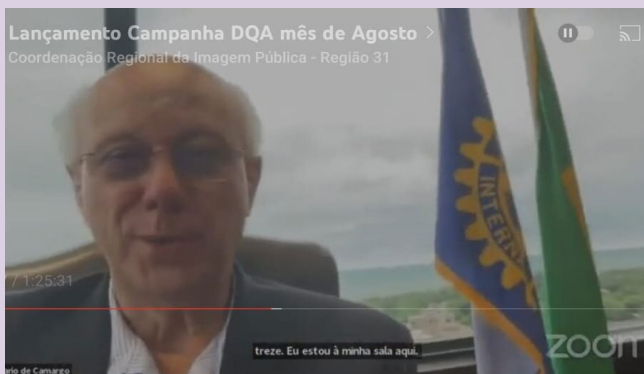 Lançamento Campanha DQA mês de Agosto
Coordenação Regional da Imagem Pública - Região 31
INTERN
/ 1:25:31
treze. Eu estou à minha sala aqui.
ario de Camargo
zoom